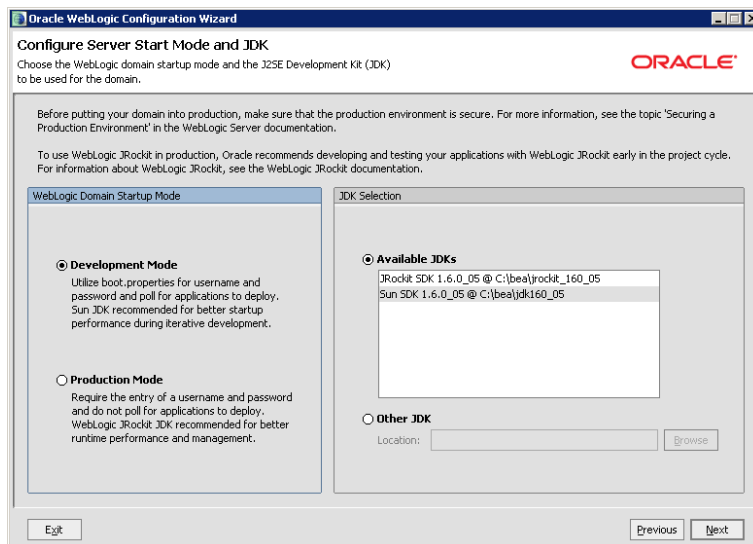 Oracle WebLogic Configuration Wizard
Configure Server Start Mode and JDK
Choose the WebLogic domain startup mode and the J2SE Development Kit (JDK)
to be used for the domain.
ORACLE
Before putting your domain into production, make sure that the production environment is secure. For more information, see the topic 'Securing a
Production Environment' in the WebLogic Server documentation.
To use WebLogic JRockit in production, Oracle recommends developing and testing your applications with WebLogic JRockit early in the project cycle.
For information about WebLogic JRockit, see the WebLogic JRockit documentation.
WebLogic Domain Startup Mode
Development Mode
Utilize boot.properties for username and
password and poll for applications to deploy.
Sun JDK recommended for better startup
performance during iterative development.
Production Mode
Require the entry of a username and password
and do not poll for applications to deploy.
WebLogic JRockit JDK recommended for better
runtime performance and management.
JDK Selection
Available JDKs
JRockit SDK 1.6.0_05 @ C:\bea\jrockit_160_05
Sun SDK 1.6.0_05 @ C:\bea\jdk160_05
Other JDK
Location:
Browse
Exit
Previous
Next